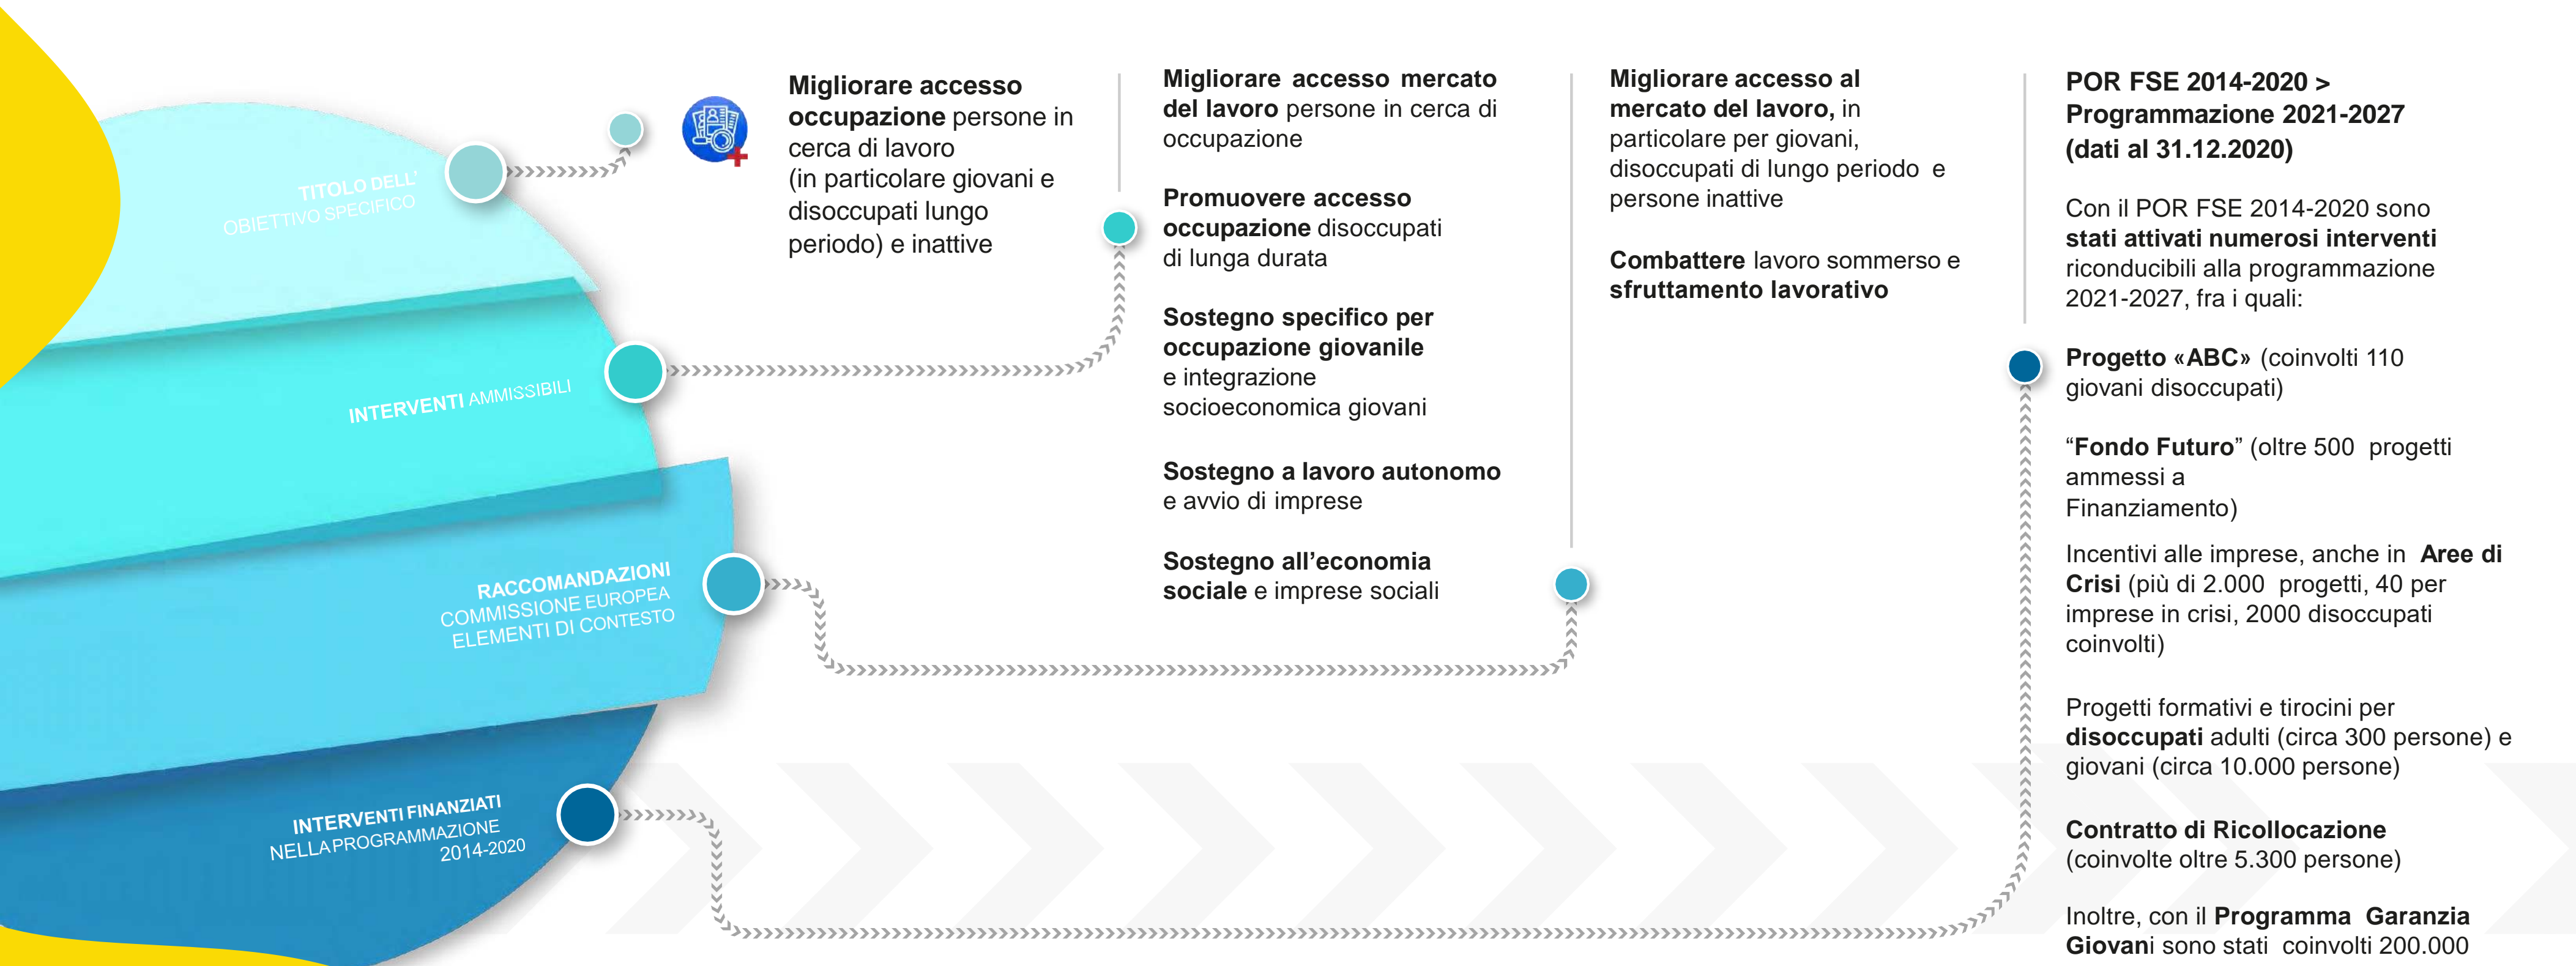 TITOLO DELL'
OBIETTIVO SPECIFICO
INTERVENTI AMMISSIBILI
RACCOMANDAZIONI
COMMISSIONE EUROPEA
ELEMENTI DI CONTESTO
INTERVENTI FINANZIATI
NELLA PROGRAMMAZIONE
2014-2020
Migliorare accesso
occupazione persone in
cerca di lavoro
(in particolare giovani e
disoccupati lungo
periodo) e inattive
Migliorare accesso mercato
del lavoro persone in cerca di
occupazione
Promuovere accesso
occupazione disoccupati
di lunga durata
Sostegno specifico per
occupazione giovanile
e integrazione
socioeconomica giovani
Sostegno a lavoro autonomo
e avvio di imprese
Sostegno all’economia
sociale e imprese sociali
Migliorare accesso al
mercato del lavoro, in
particolare per giovani,
disoccupati di lungo periodo e
persone inattive
Combattere lavoro sommerso e
sfruttamento lavorativo
POR FSE 2014-2020 >
Programmazione 2021-2027
(dati al 31.12.2020)
Con il POR FSE 2014-2020 sono
stati attivati numerosi interventi
riconducibili alla programmazione
2021-2027, fra i quali:
Progetto «ABC» (coinvolti 110
giovani disoccupati)
“Fondo Futuro” (oltre 500 progetti
ammessi a
Finanziamento)
Incentivi alle imprese, anche in Aree di
Crisi (più di 2.000 progetti, 40 per
imprese in crisi, 2000 disoccupati
coinvolti)
Progetti formativi e tirocini per
disoccupati adulti (circa 300 persone) e
giovani (circa 10.000 persone)
Contratto di Ricollocazione
(coinvolte oltre 5.300 persone)
Inoltre, con il Programma Garanzia
Giovani sono stati coinvolti 200.000